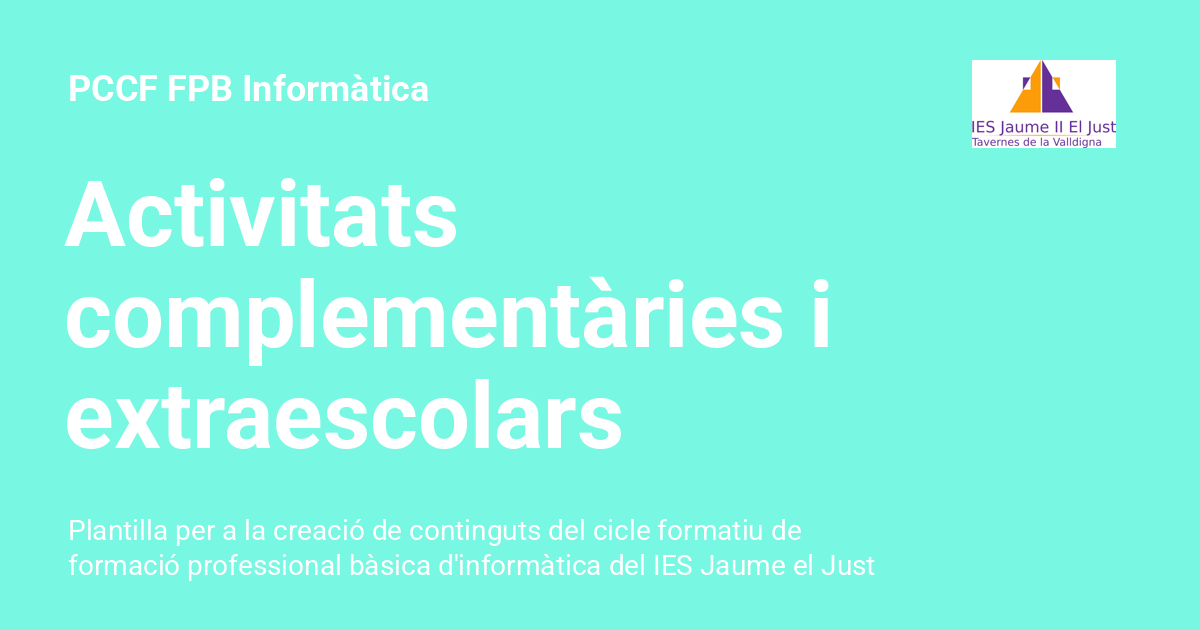 PCCF FPB Informàtica
IES Jaume II El Just
Tavernes de la Valldigna
Activitats
complementàries i
extraescolars
Plantilla per a la creació de continguts del cicle formatiu de
formació professional bàsica d'informàtica del IES Jaume el Just